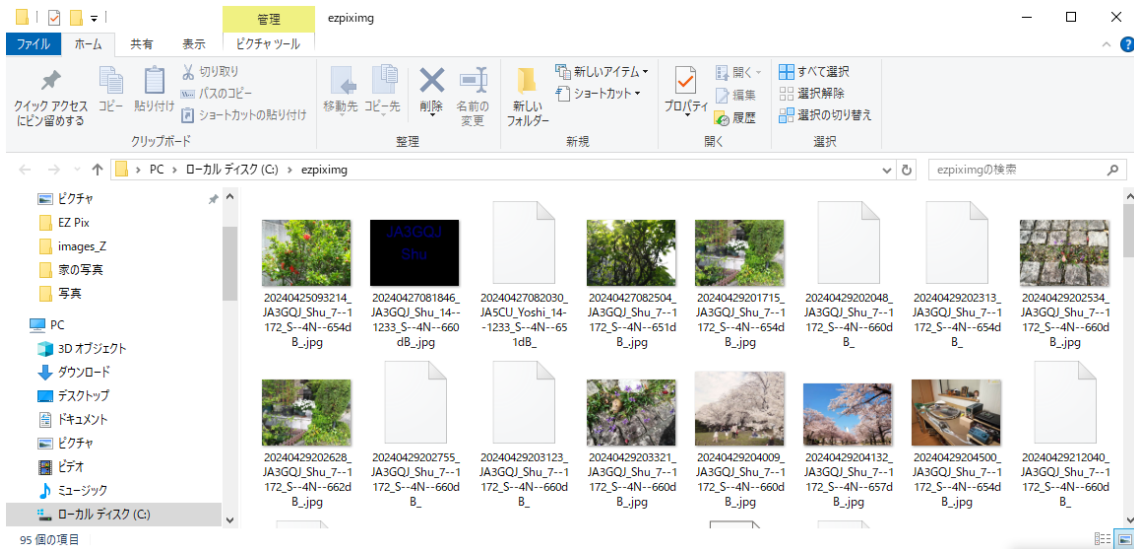 管理
ezpiximg
ファイル
ホーム
共有
表示
ピクチャ ツール
クイック アクセス
にピン留めする
コピー
貼り付け
切り取り
パスのコピー
ショートカットの貼り付け
クリップボード
移動先
コピー先
削除
名前の
変更
整理
新しい
フォルダー
新しいアイテム
ショートカット
新規
プロパティ
開く
編集
履歴
開く
すべて選択
選択解除
選択の切り替え
選択
PC > ローカル ディスク (C:) > ezpiximg
ezpiximgの検索
ピクチャ
EZ Pix
images_Z
家の写真
写真
PC
3D オブジェクト
ダウンロード
デスクトップ
ドキュメント
ピクチャ
ビデオ
ミュージック
ローカル ディスク (C:)
JA3GQJ
Shu
20240425093214_
JA3GQJ_Shu_7--1
172_S--4N--654d
B_.jpg
20240427081846_
JA3GQJ_Shu_14--
1233_S--4N--660
dB_.jpg
20240427082030_
JA5CU_Yoshi_14-
-1233_S--4N--65
1dB_
20240427082504_
JA3GQJ_Shu_7--1
172_S--4N--651d
B_.jpg
20240429201715_
JA3GQJ_Shu_7--1
172_S--4N--654d
B_.jpg
20240429202048_
JA3GQJ_Shu_7--1
172_S--4N--660d
B_
20240429202313_
JA3GQJ_Shu_7--1
172_S--4N--660d
B_
20240429202534_
JA3GQJ_Shu_7--1
172_S--4N--660d
B_.jpg
20240429202628_
JA3GQJ_Shu_7--1
172_S--4N--662d
B_.jpg
20240429202755_
JA3GQJ_Shu_7--1
172_S--4N--660d
B_
20240429203123_
JA3GQJ_Shu_7--1
172_S--4N--660d
B_
20240429203321_
JA3GQJ_Shu_7--1
172_S--4N--660d
B_.jpg
20240429204009_
JA3GQJ_Shu_7--1
172_S--4N--660d
B_.jpg
20240429204132_
JA3GQJ_Shu_7--1
172_S--4N--657d
B_.jpg
20240429204500_
JA3GQJ_Shu_7--1
172_S--4N--654d
B_.jpg
20240429212040_
JA3GQJ_Shu_7--1
172_S--4N--660d
B_
95 個の項目